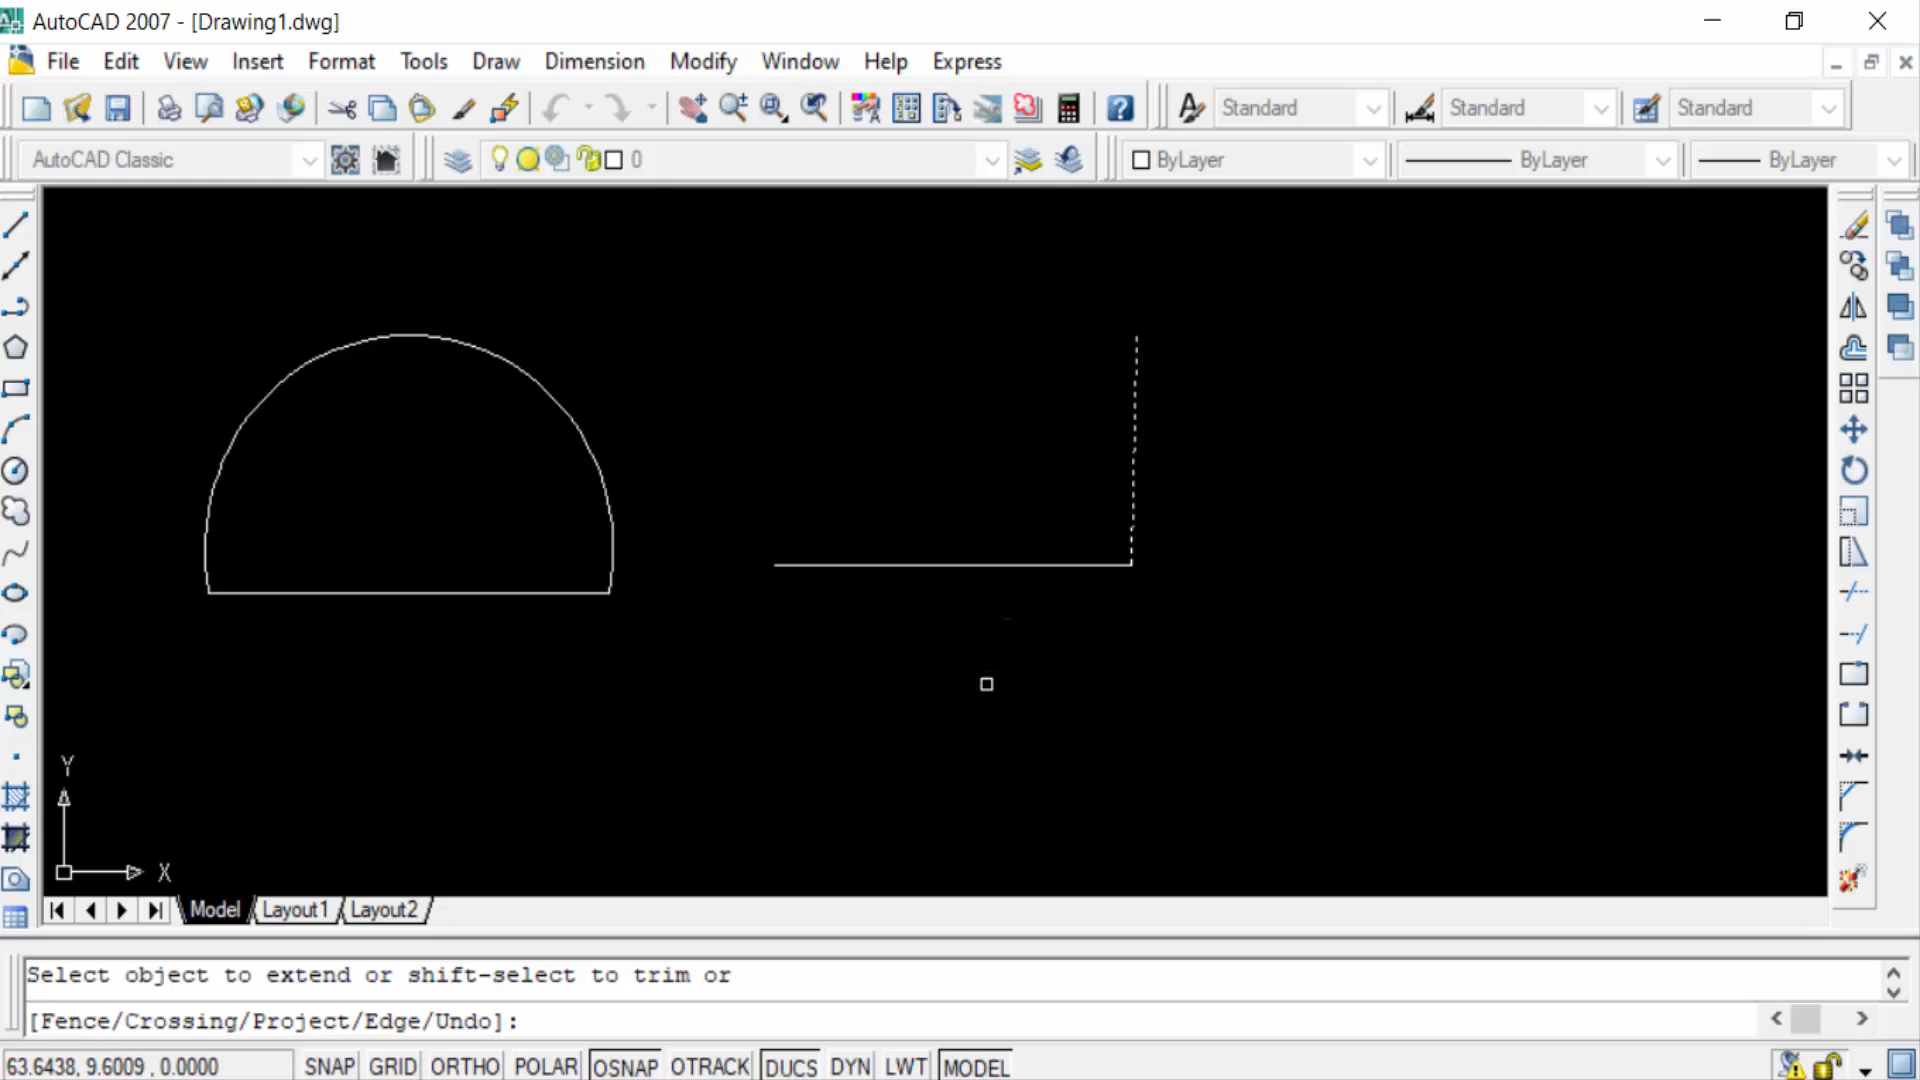 AutoCAD 2007 - [Drawing1.dwg]
File Edit View Insert Format Tools Draw Dimension Modify Window Help Express
Standard Standard Standard
AutoCAD Classic 0 ByLayer ByLayer ByLayer
Y
X
Model Layout1 Layout2
Select object to extend or shift-select to trim or
[Fence/Crossing/Project/Edge/Undo]:
63.6438, 9.6009 , 0.0000 SNAP GRID ORTHO POLAR OSNAP OTRACK DUCS DYN LWT MODEL